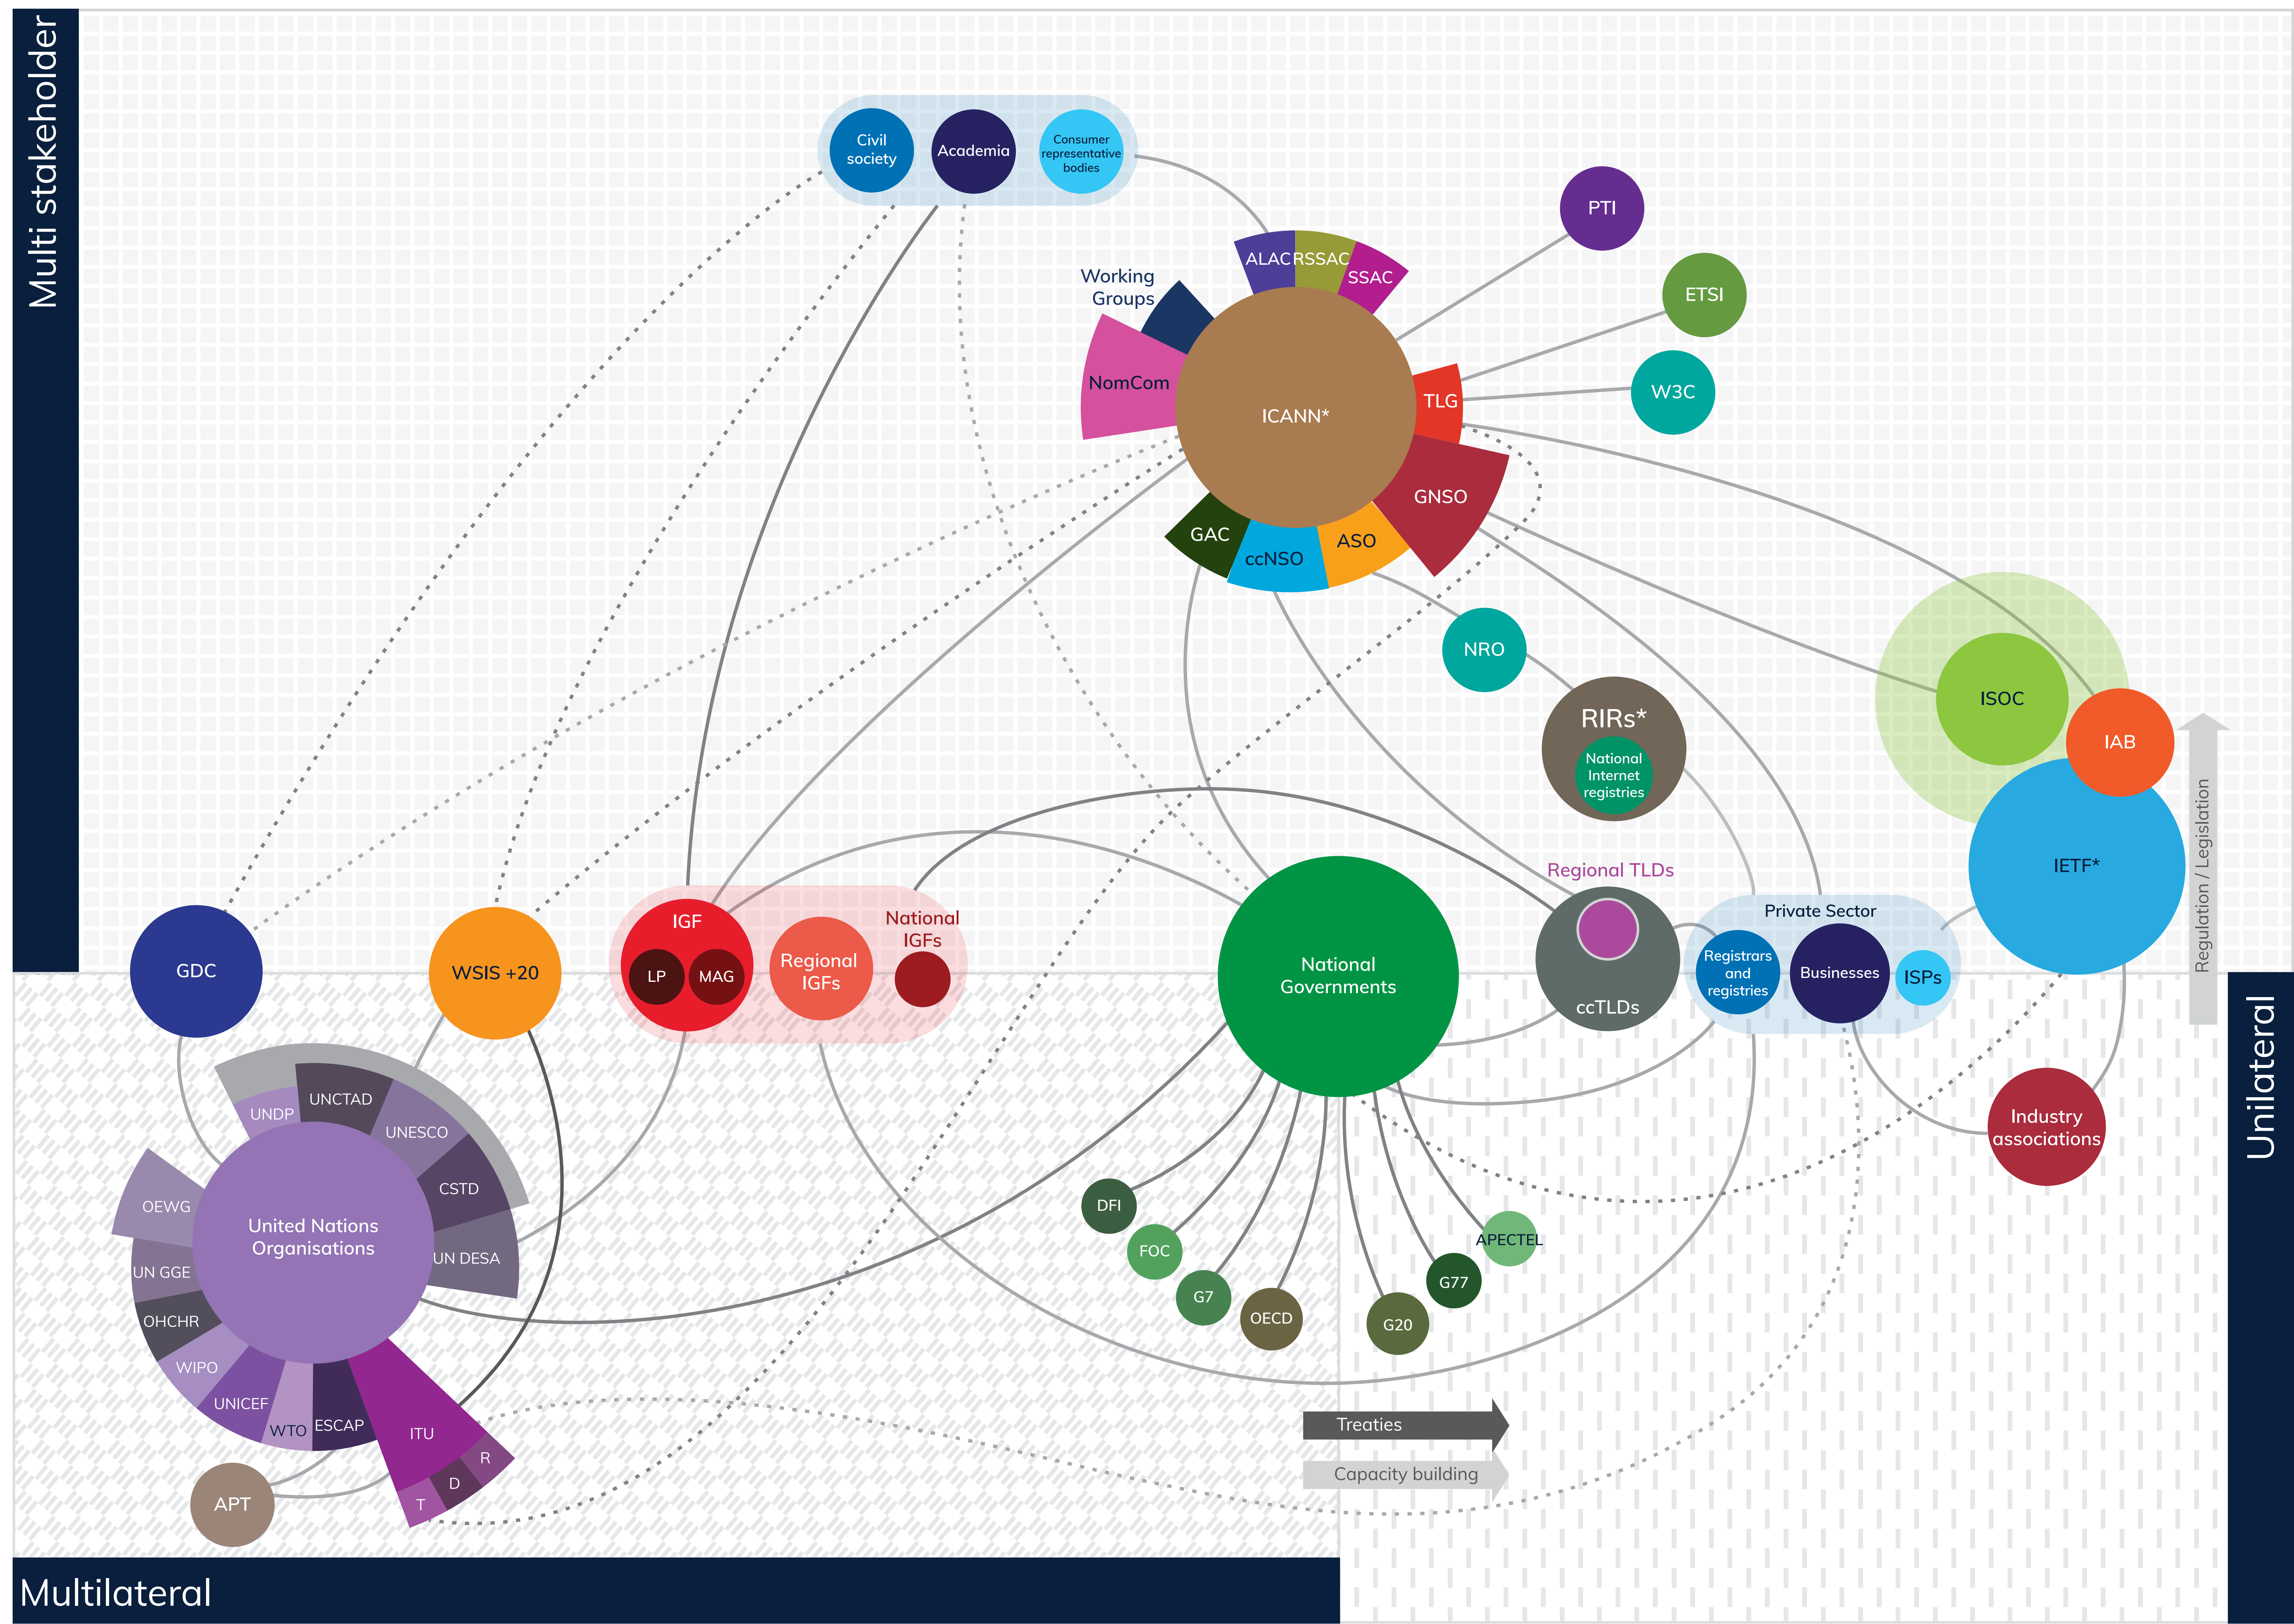 Multi stakeholder
Civil
society
Academia
Consumer
representative
bodies
PTI
ETSI
W3C
Working
Groups
ALAC
RSSAC
SSAC
NomCom
ICANN*
TLG
GNSO
GAC
ccNSO
ASO
NRO
RIRs*
National
Internet
registries
ISOC
IAB
IETF*
Regulation / Legislation
Regional TLDs
ccTLDs
Private Sector
Registrars
and
registries
Businesses
ISPs
National
Governments
GDC
WSIS +20
IGF
LP
MAG
Regional
IGFs
National
IGFs
Unilateral
Industry
associations
UNDP
UNCTAD
UNESCO
CSTD
UN DESA
OEWG
United Nations
Organisations
UN GGE
OHCHR
WIPO
UNICEF
WTO
ESCAP
ITU
R
D
T
APT
DFI
FOC
G7
OECD
G20
G77
APECTEL
Treaties
Capacity building
Multilateral